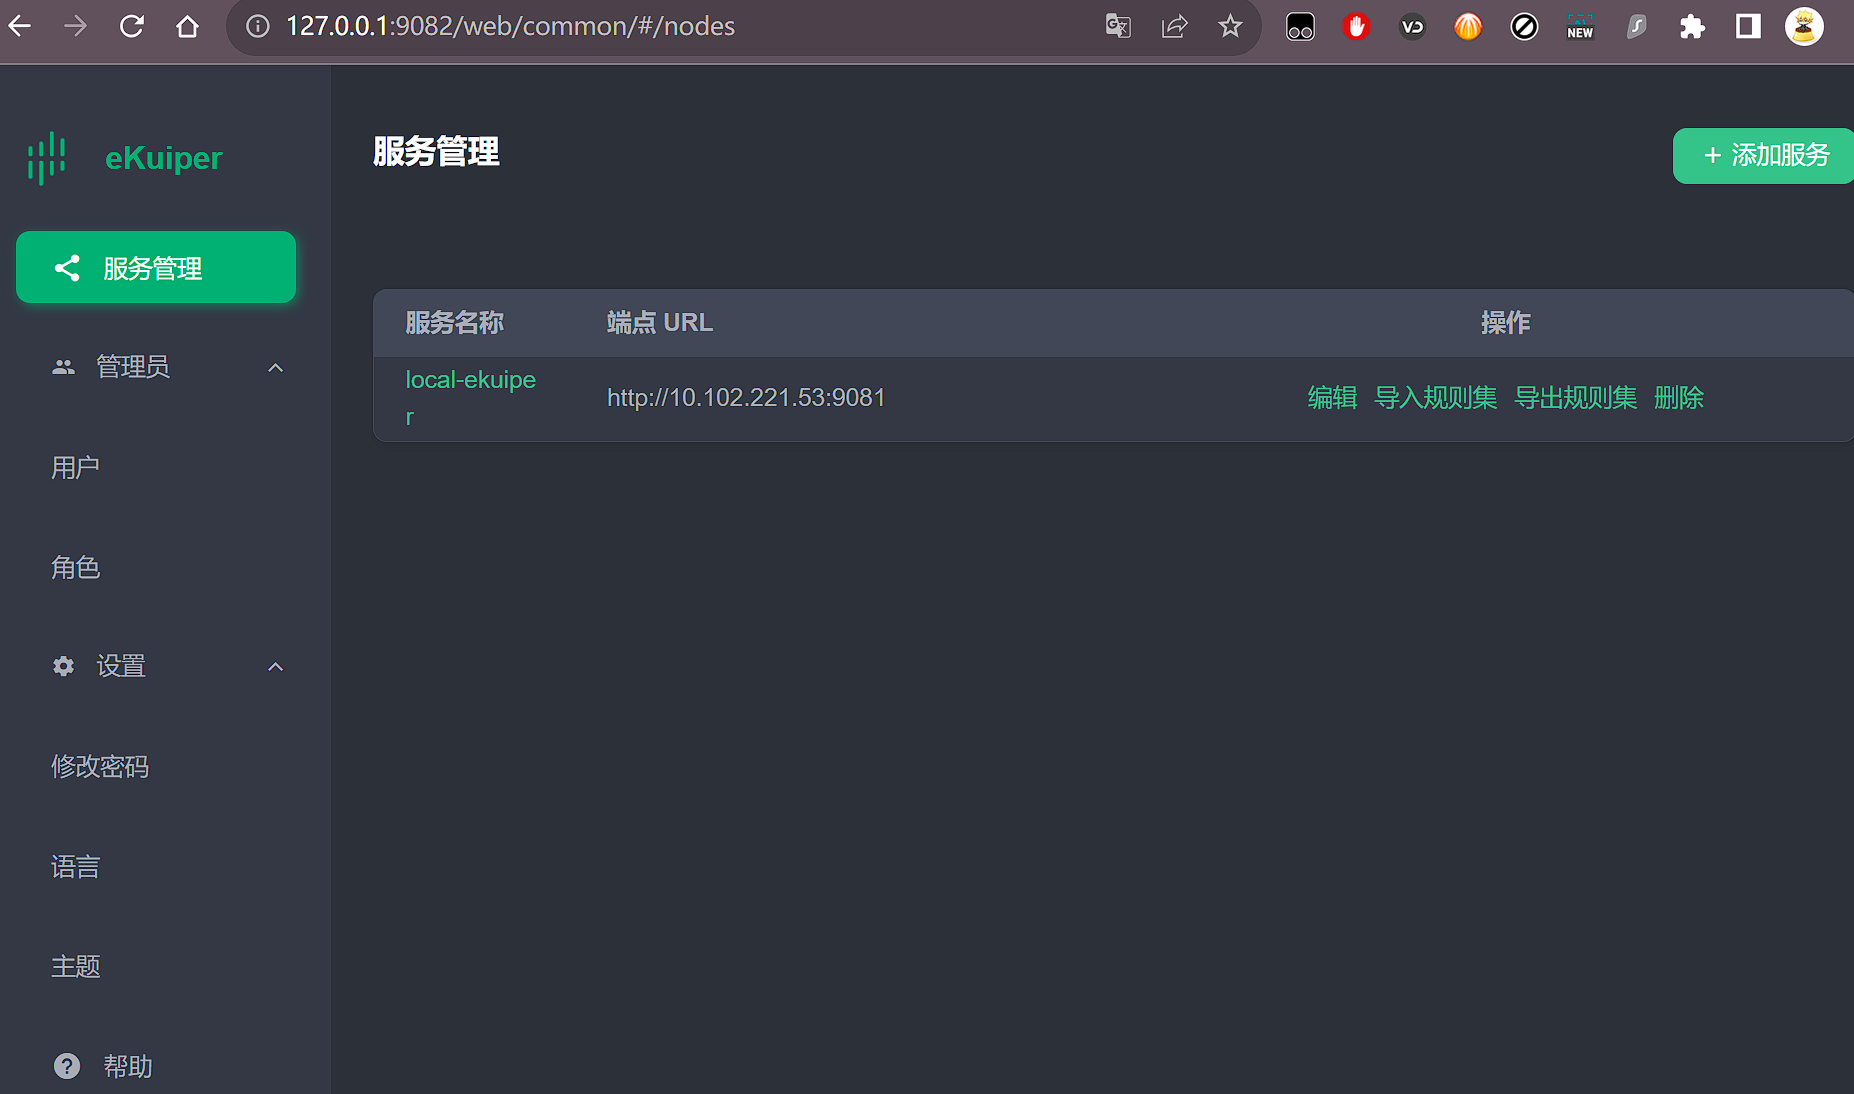 127.0.0.1:9082/web/common/#/nodes
NEW
eKuiper
服务管理
管理员
用户
角色
设置
修改密码
语言
主题
帮助
服务管理
+ 添加服务
服务名称 端点 URL 操作
local-ekuipe
r
http://10.102.221.53:9081 编辑 导入规则集 导出规则集 删除